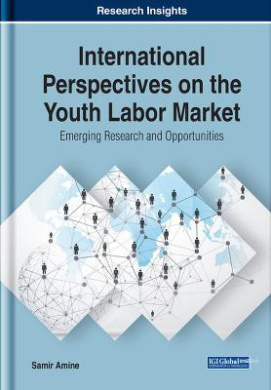 Research Insights
International
Perspectives on the
Youth Labor Market
Emerging Research and Opportunities
Samir Amine
IGI Global